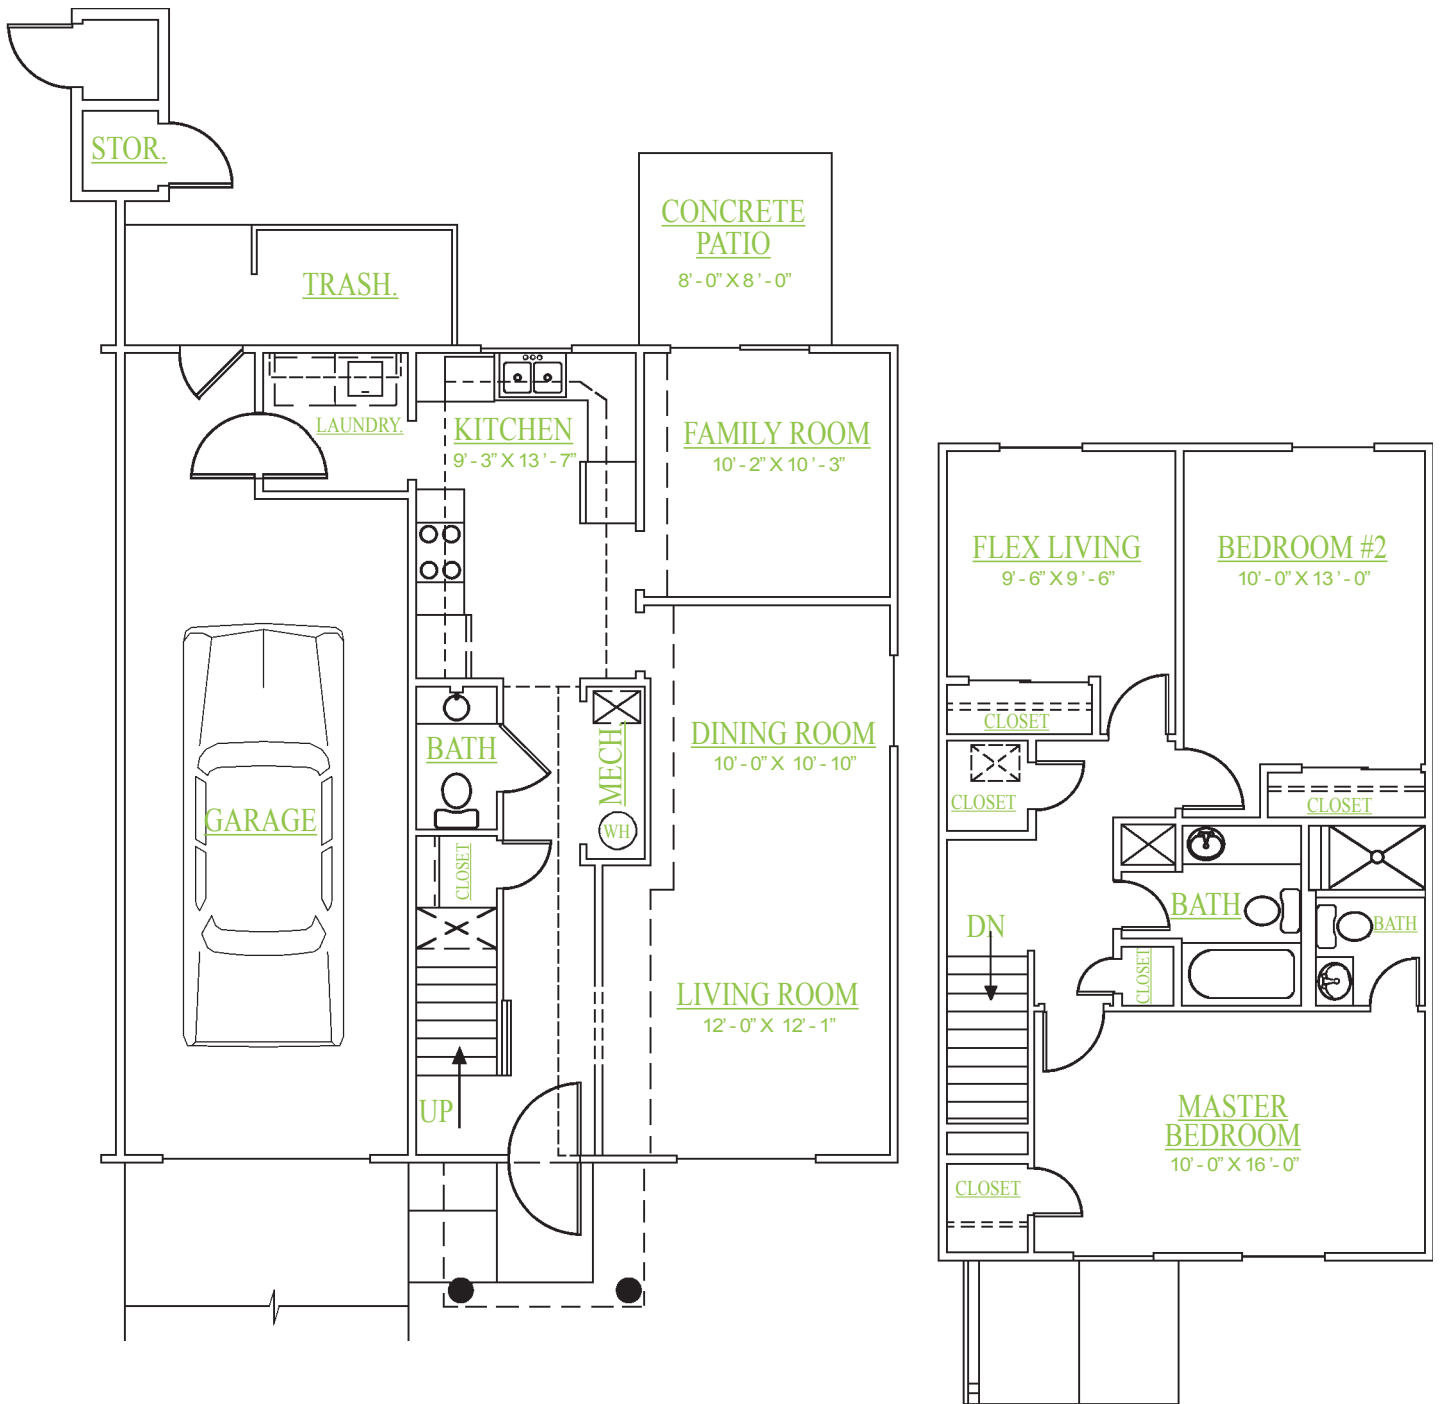 STOR.
TRASH.
CONCRETE
PATIO
8'-0" X 8'-0"
LAUNDRY.
KITCHEN
9'-3" X 13'-7"
FAMILY ROOM
10'-2" X 10'-3"
GARAGE
BATH
MECH.
WH
CLOSET
DINING ROOM
10'-0" X 10'-10"
LIVING ROOM
12'-0" X 12'-1"
UP
FLEX LIVING
9'-6" X 9'-6"
BEDROOM #2
10'-0" X 13'-0"
CLOSET
CLOSET
CLOSET
BATH
BATH
DN
CLOSET
MASTER
BEDROOM
10'-0" X 16'-0"
CLOSET